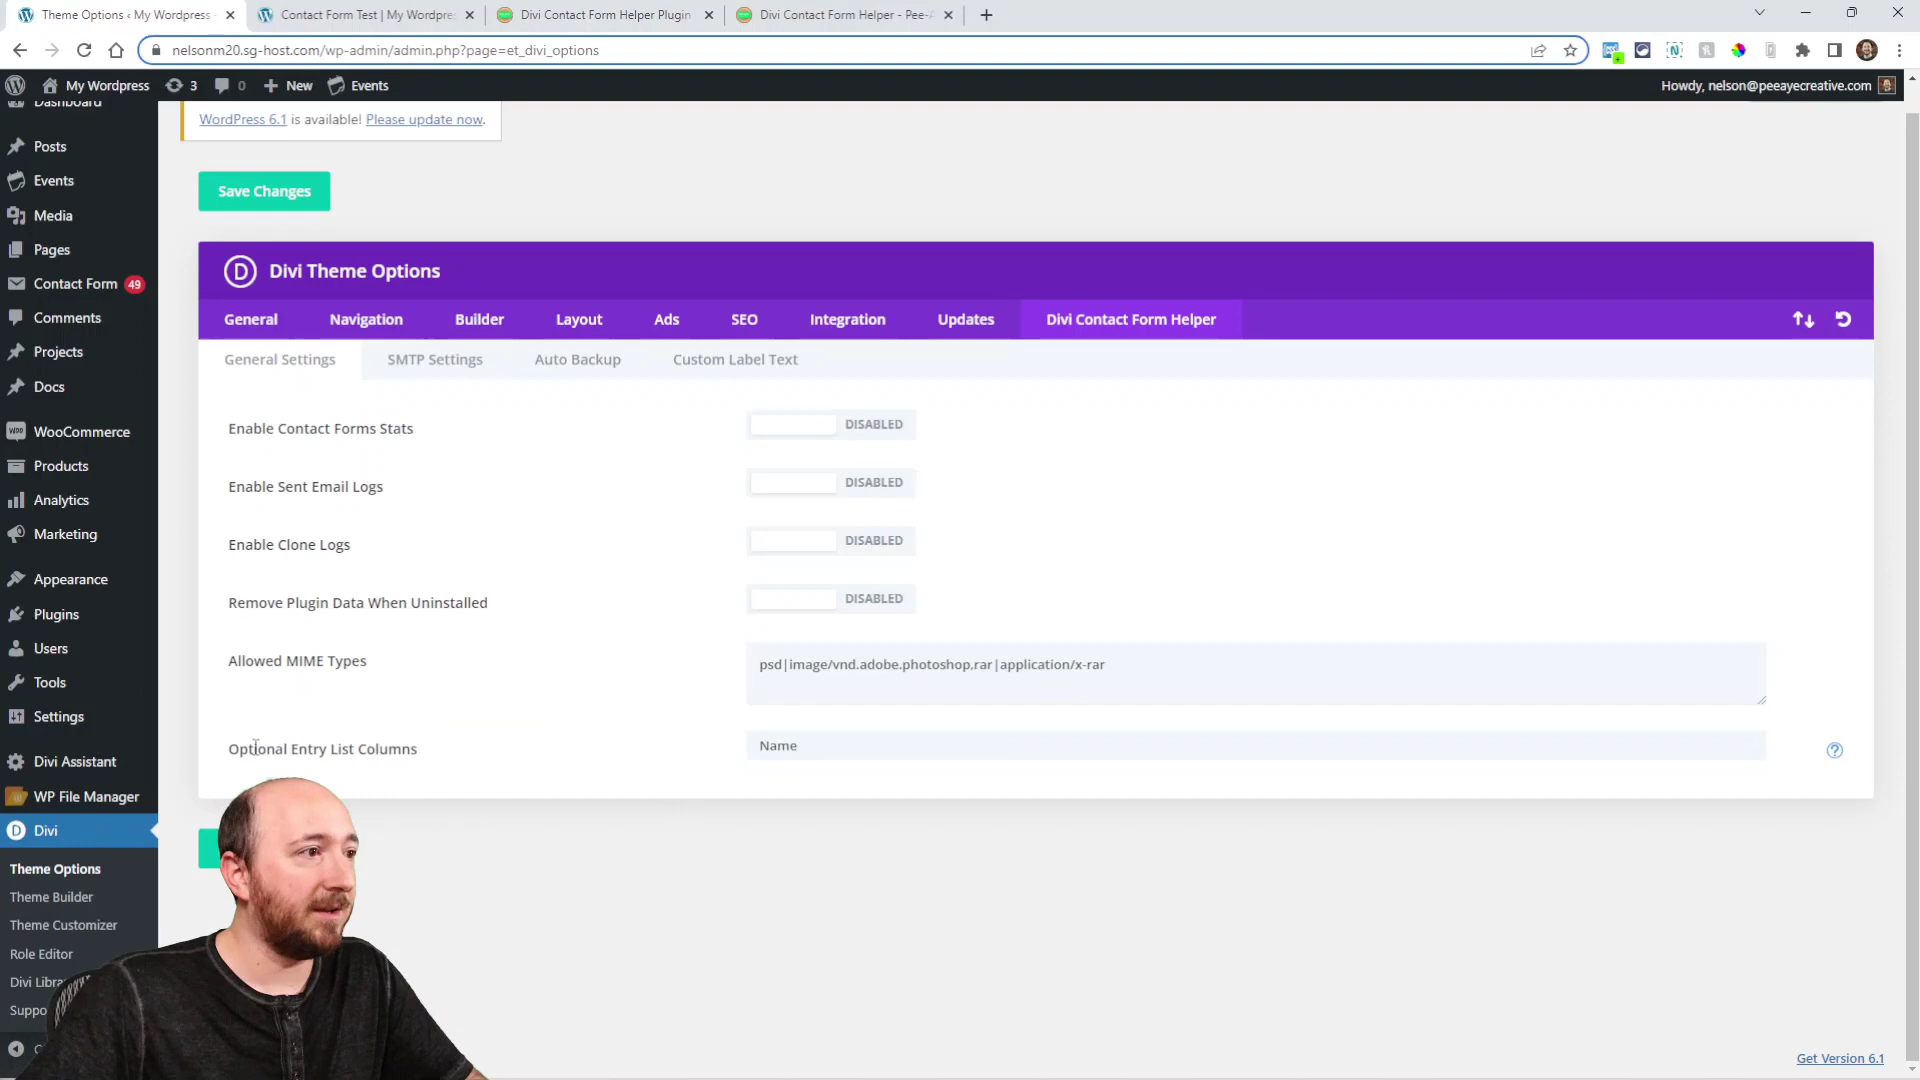 Theme Options ‹ My Wordpress
Contact Form Test | My Wordpres
Divi Contact Form Helper Plugin
Divi Contact Form Helper - Pee-
nelsonm20.sg-host.com/wp-admin/admin.php?page=et_divi_options
My Wordpress
3
0
New
Events
Howdy, nelson@peeayecreative.com
Dashboard
Posts
Events
Media
Pages
Contact Form 49
Comments
Projects
Docs
WooCommerce
Products
Analytics
Marketing
Appearance
Plugins
Users
Tools
Settings
Divi Assistant
WP File Manager
Divi
Theme Options
Theme Builder
Theme Customizer
Role Editor
Divi Libra
Suppo
WordPress 6.1 is available! Please update now.
Save Changes
D Divi Theme Options
General
Navigation
Builder
Layout
Ads
SEO
Integration
Updates
Divi Contact Form Helper
General Settings
SMTP Settings
Auto Backup
Custom Label Text
Enable Contact Forms Stats
DISABLED
Enable Sent Email Logs
DISABLED
Enable Clone Logs
DISABLED
Remove Plugin Data When Uninstalled
DISABLED
Allowed MIME Types
psd|image/vnd.adobe.photoshop,rar|application/x-rar
Optional Entry List Columns
Name
?
Get Version 6.1